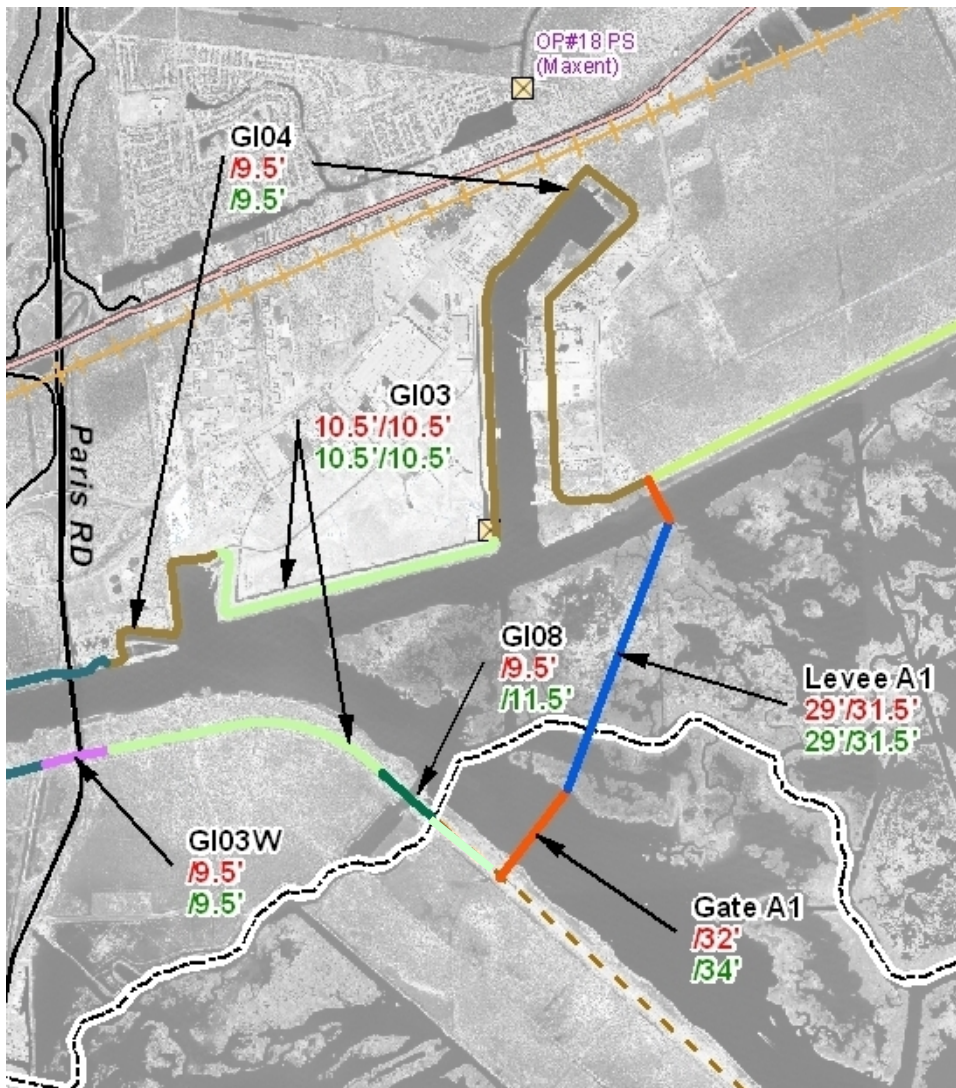 OP#18 PS
(Maxent)
GI04
/9.5'
/9.5'
GI03
10.5'/10.5'
10.5'/10.5'
Paris RD
GI08
/9.5'
/11.5'
Levee A1
29'/31.5'
29'/31.5'
GI03W
/9.5'
/9.5'
Gate A1
/32'
/34'